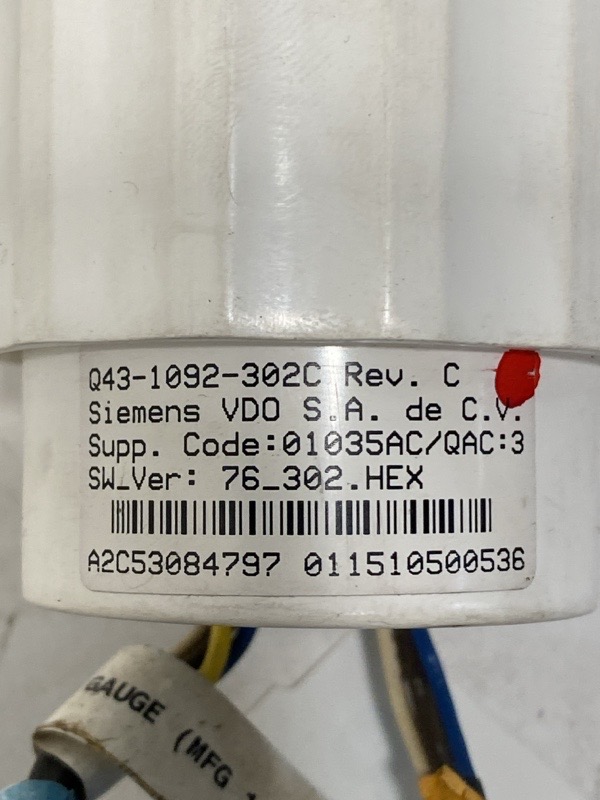 Q43-1092-302C Rev. C
Siemens VDO S.A. de C.V.
Supp. Code:01035AC/QAC:3
SW_Ver: 76_302.HEX
A2C53084797 011510500536
GAUGE (MFG